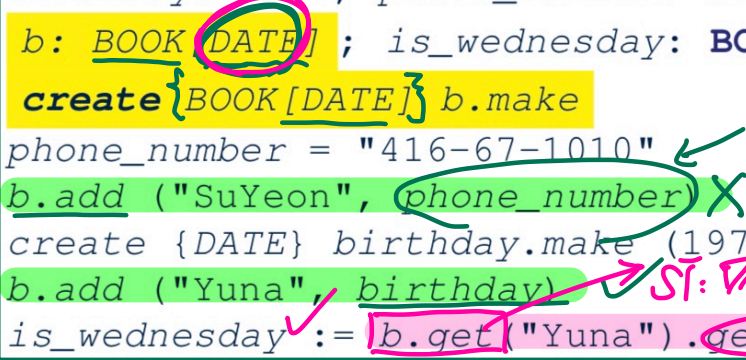 b: BOOK[DATE] ; is_wednesday: BO
create {BOOK[DATE]} b.make
phone_number = "416-67-1010"
b.add ("SuYeon", phone_number) X
create {DATE} birthday.make (197
b.add ("Yuna", birthday) ✓ ST:
is_wednesday := b.get("Yuna").ge